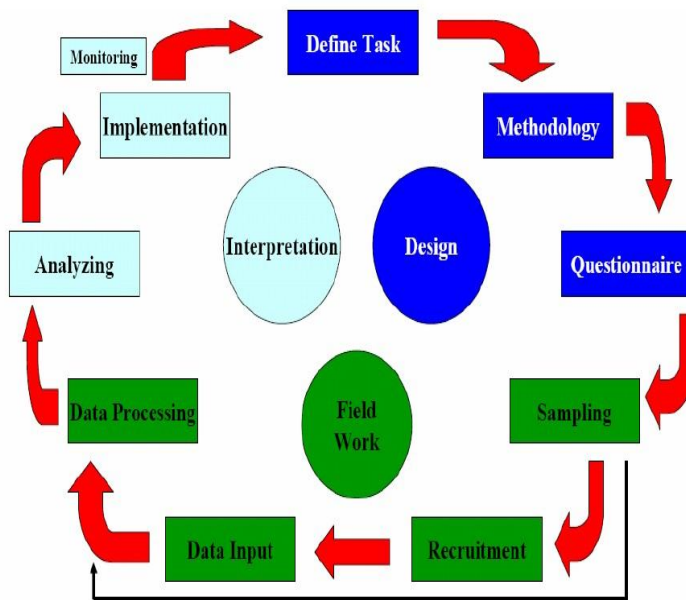 Define Task
Monitoring
Implementation
Methodology
Interpretation
Design
Analyzing
Questionnaire
Data Processing
Field
Work
Sampling
Data Input
Recruitment